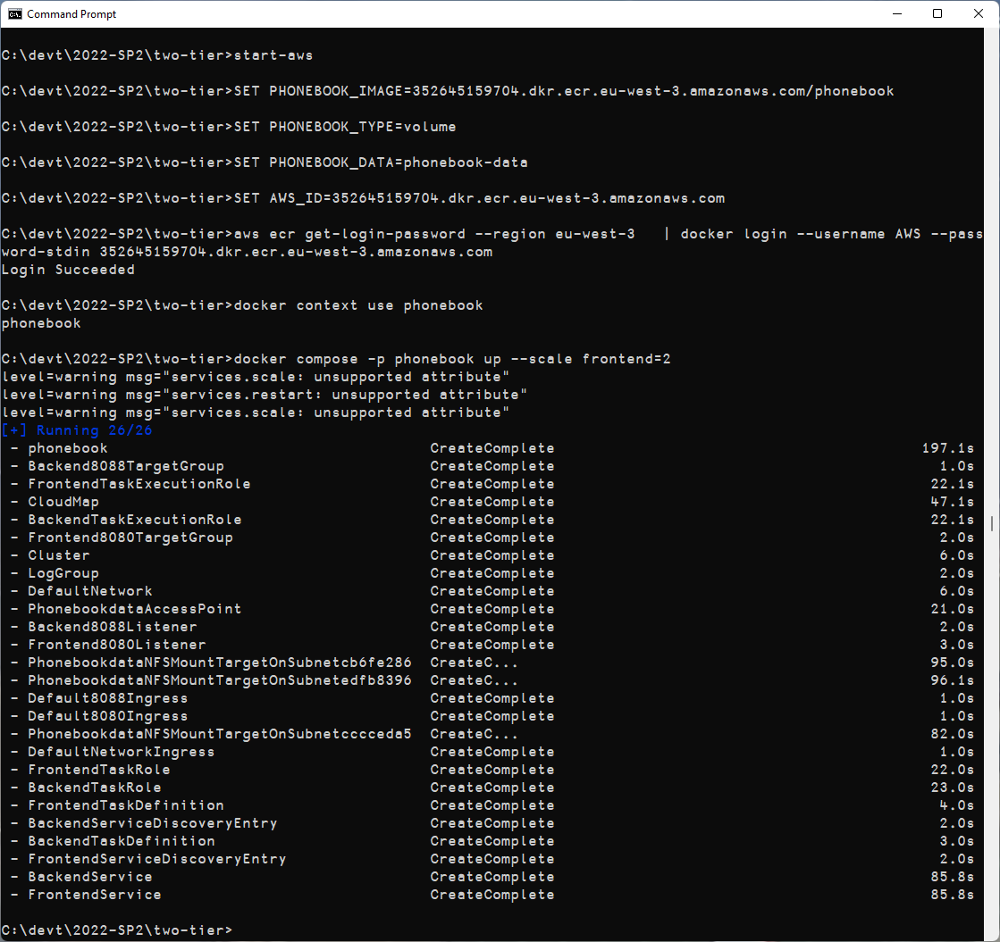 Command Prompt
C:\devt\2022-SP2\two-tier>start-aws
C:\devt\2022-SP2\two-tier>SET PHONEBOOK_IMAGE=352645159704.dkr.ecr.eu-west-3.amazonaws.com/phonebook
C:\devt\2022-SP2\two-tier>SET PHONEBOOK_TYPE=volume
C:\devt\2022-SP2\two-tier>SET PHONEBOOK_DATA=phonebook-data
C:\devt\2022-SP2\two-tier>SET AWS_ID=352645159704.dkr.ecr.eu-west-3.amazonaws.com
C:\devt\2022-SP2\two-tier>aws ecr get-login-password --region eu-west-3   | docker login --username AWS --pass
word-stdin 352645159704.dkr.ecr.eu-west-3.amazonaws.com
Login Succeeded
C:\devt\2022-SP2\two-tier>docker context use phonebook
phonebook
C:\devt\2022-SP2\two-tier>docker compose -p phonebook up --scale frontend=2
level=warning msg="services.scale: unsupported attribute"
level=warning msg="services.restart: unsupported attribute"
level=warning msg="services.scale: unsupported attribute"
[+] Running 26/26
- phonebook CreateComplete 197.1s
- Backend8088TargetGroup CreateComplete 1.0s
- FrontendTaskExecutionRole CreateComplete 22.1s
- CloudMap CreateComplete 47.1s
- BackendTaskExecutionRole CreateComplete 22.1s
- Frontend8080TargetGroup CreateComplete 2.0s
- Cluster CreateComplete 6.0s
- LogGroup CreateComplete 2.0s
- DefaultNetwork CreateComplete 6.0s
- PhonebookdataAccessPoint CreateComplete 21.0s
- Backend8088Listener CreateComplete 2.0s
- Frontend8080Listener CreateComplete 3.0s
- PhonebookdataNFSMountTargetOnSubnetcb6fe286 CreateC... 95.0s
- PhonebookdataNFSMountTargetOnSubnetedfb8396 CreateC... 96.1s
- Default8088Ingress CreateComplete 1.0s
- Default8080Ingress CreateComplete 1.0s
- PhonebookdataNFSMountTargetOnSubnetccccceda5 CreateC... 82.0s
- DefaultNetworkIngress CreateComplete 1.0s
- FrontendTaskRole CreateComplete 22.0s
- BackendTaskRole CreateComplete 23.0s
- FrontendTaskDefinition CreateComplete 4.0s
- BackendServiceDiscoveryEntry CreateComplete 2.0s
- BackendTaskDefinition CreateComplete 3.0s
- FrontendServiceDiscoveryEntry CreateComplete 2.0s
- BackendService CreateComplete 85.8s
- FrontendService CreateComplete 85.8s
C:\devt\2022-SP2\two-tier>